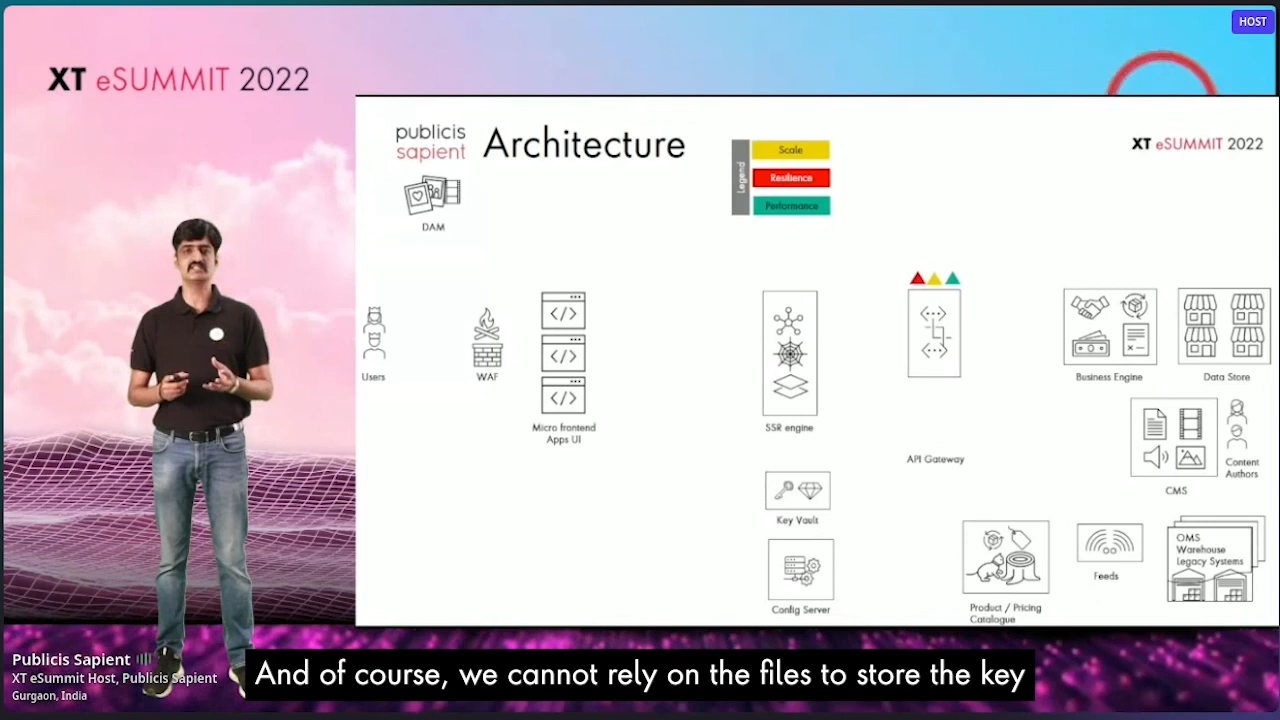 HOST
XT eSUMMIT 2022
publicis
sapient
Architecture
XT eSUMMIT 2022
Legend
Scale
Resilience
Performance
DAM
Users
WAF
Micro frontend
Apps UI
SSR engine
API Gateway
Business Engine
Data Store
Content
Authors
CMS
Key Vault
Config Server
Product / Pricing
Catalogue
Feeds
OMS
Warehouse
Legacy Systems
Publicis Sapient
XT eSummit Host, Publicis Sapient
Gurgaon, India
And of course, we cannot rely on the files to store the key